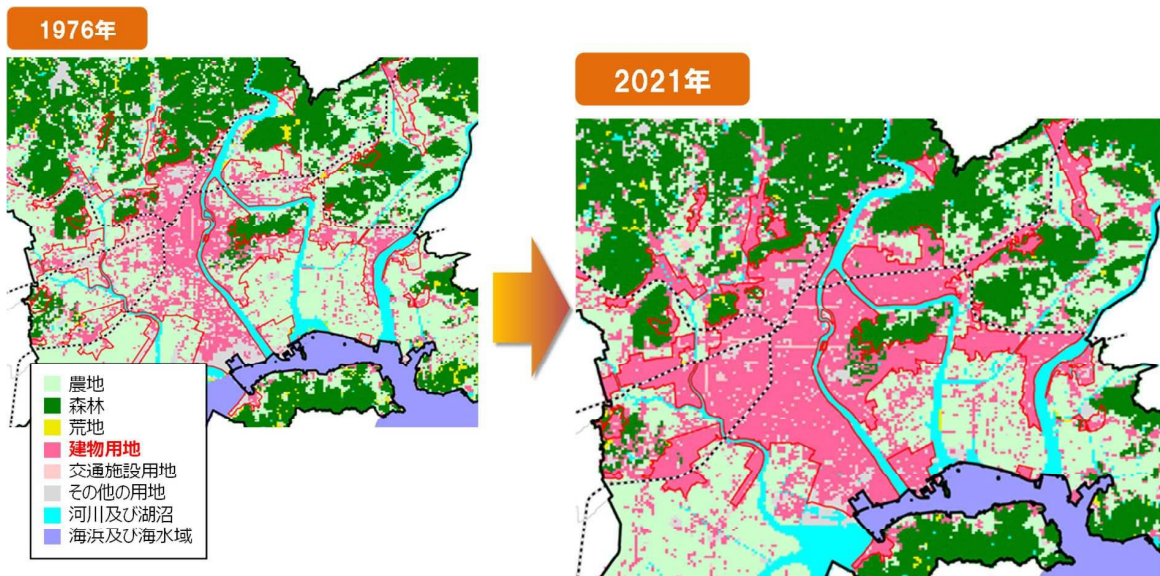 1976年
2021年
農地
森林
荒地
建物用地
交通施設用地
その他の用地
河川及び湖沼
海浜及び海水域